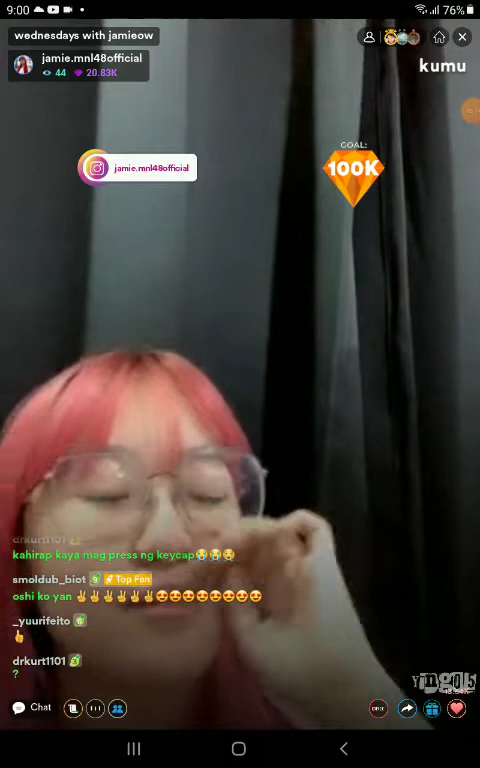 9:00
76%
wednesdays with jamieow
jamie.mnl48official
44 20.83K
kumu
GOAL:
100K
jamie.mnl48official
drkurt1101
kahirap kaya mag press ng keycap😭😭😭
smoldub_biot Top Fan
oshi ko yan ✌✌✌✌✌✌😍😍😍😍😍😍😍😍
_yuurifeito
👆
drkurt1101
?
Chat